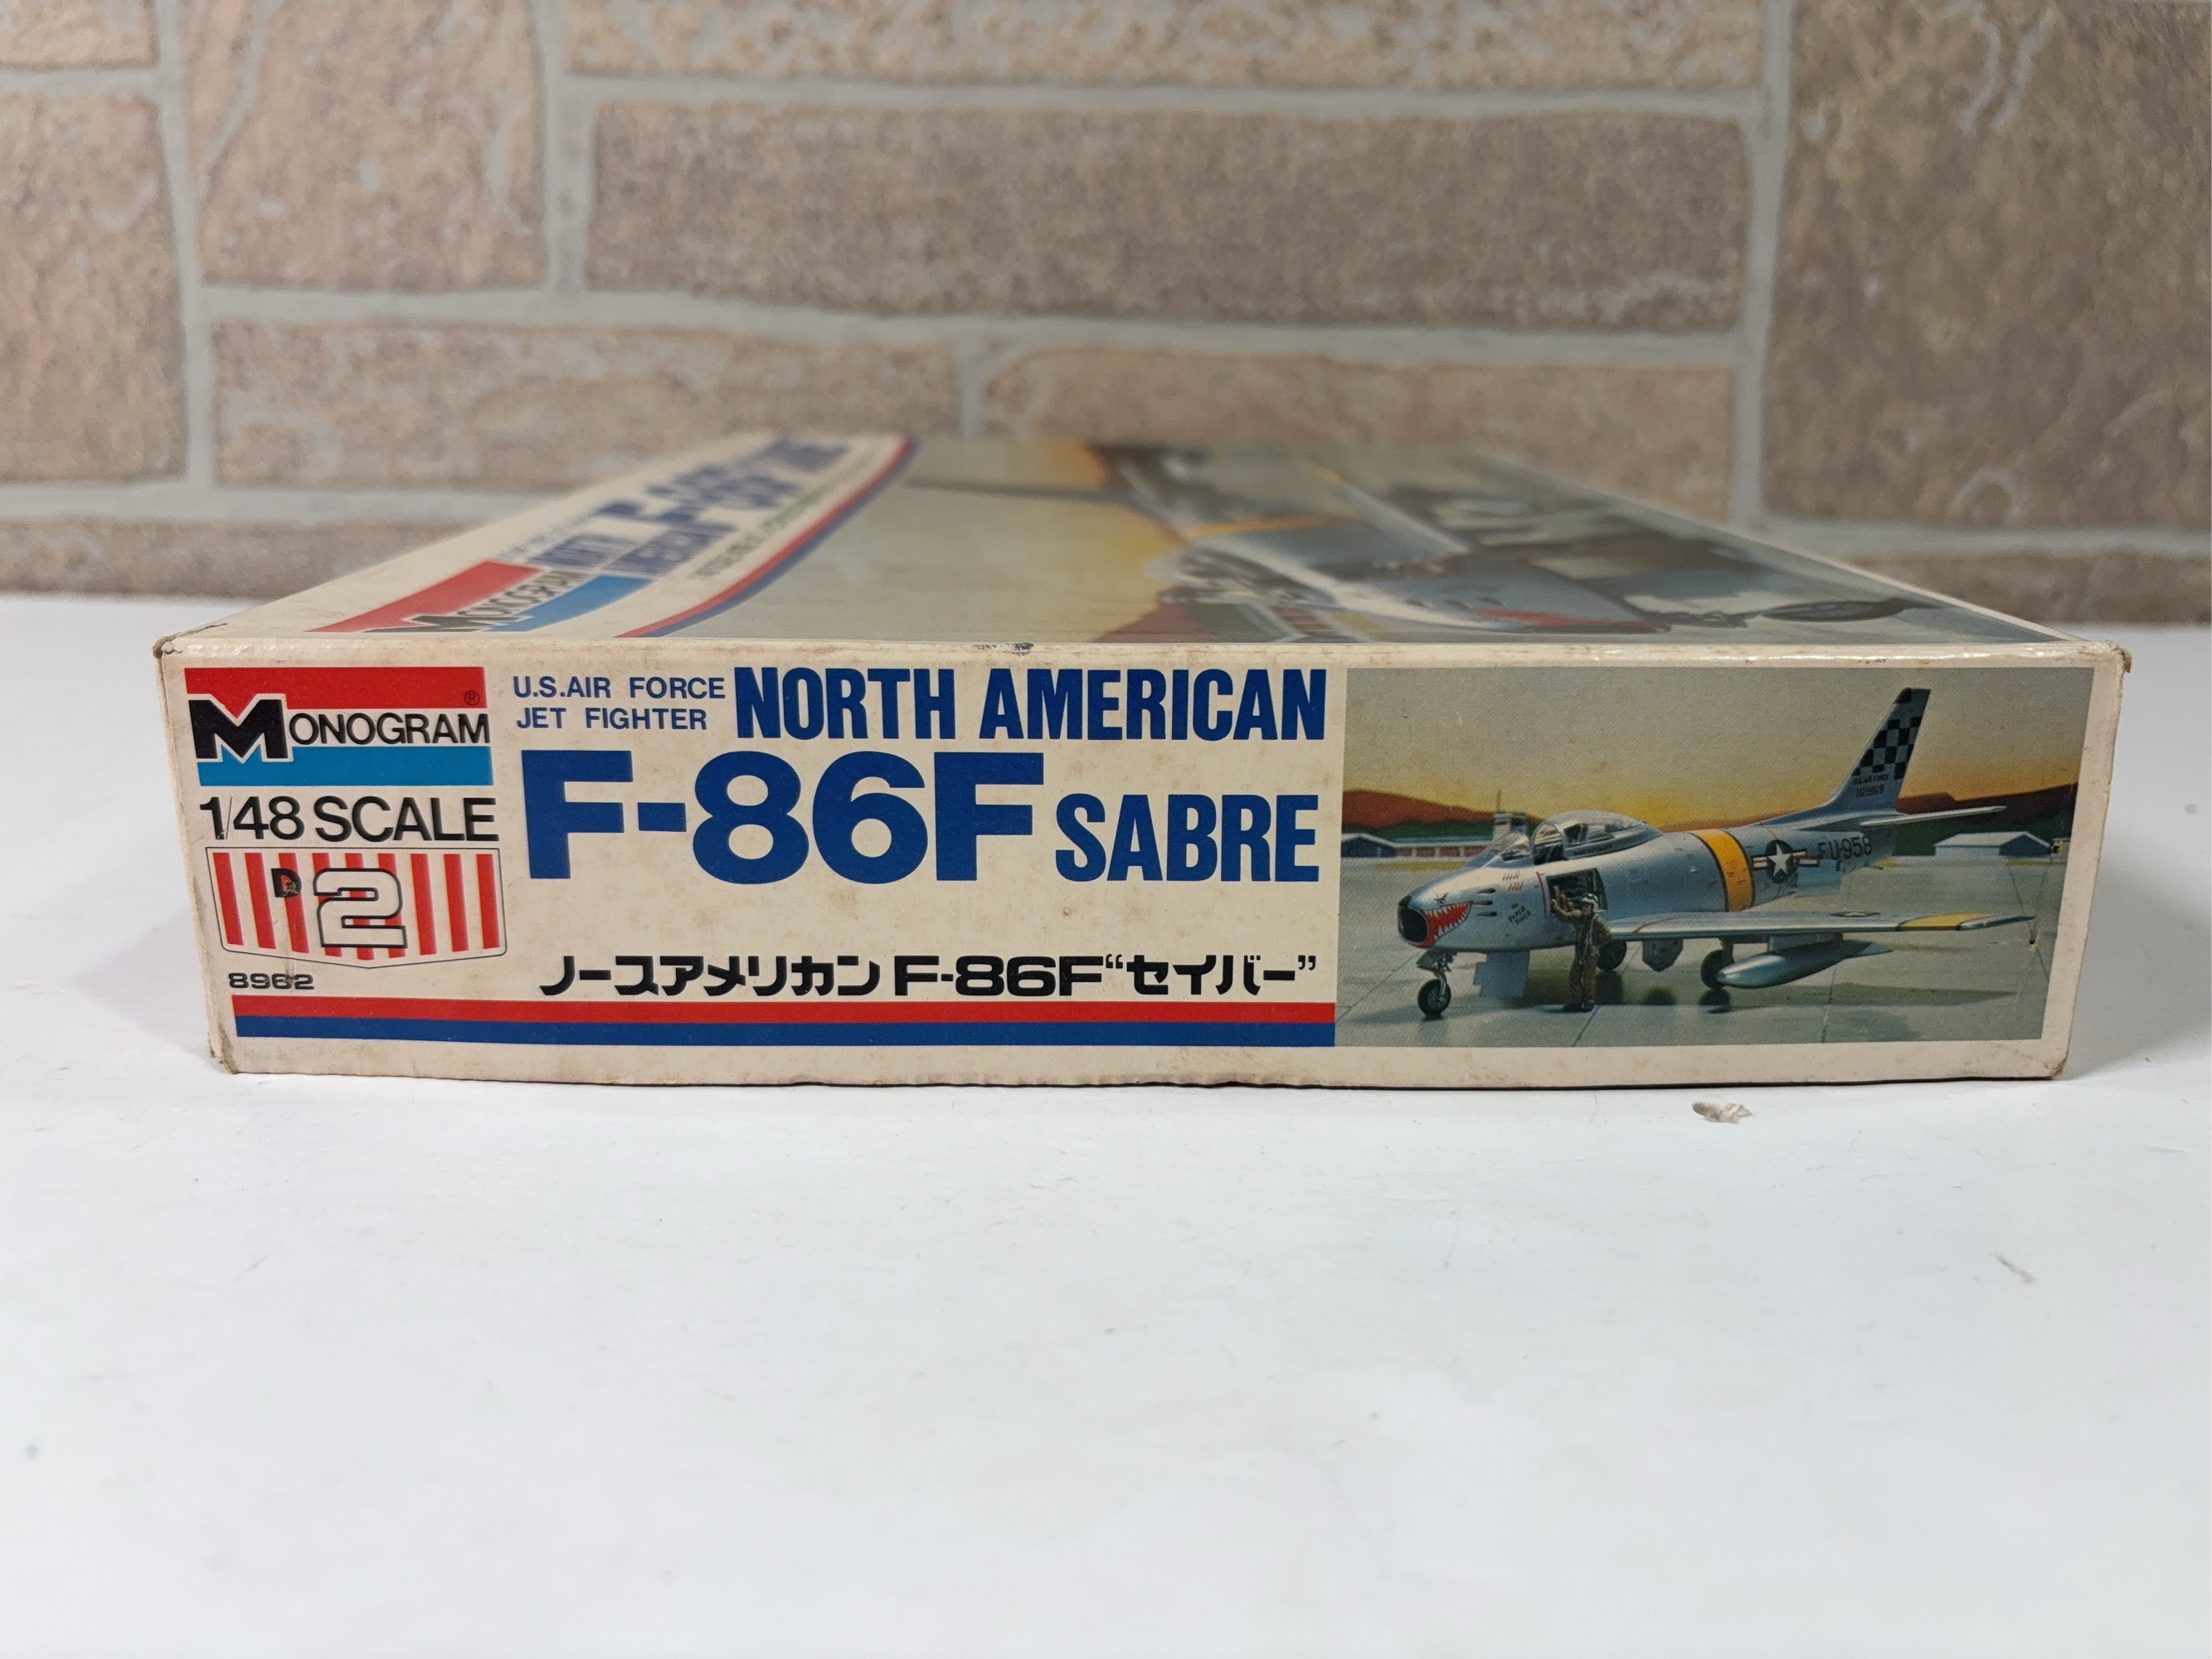 MONOGRAM
®
1/48 SCALE
D 2
8962
U.S.AIR FORCE
JET FIGHTER
NORTH AMERICAN
F-86F SABRE
ノースアメリカン F-86F“セイバー”
FU-958
MONOGRAM